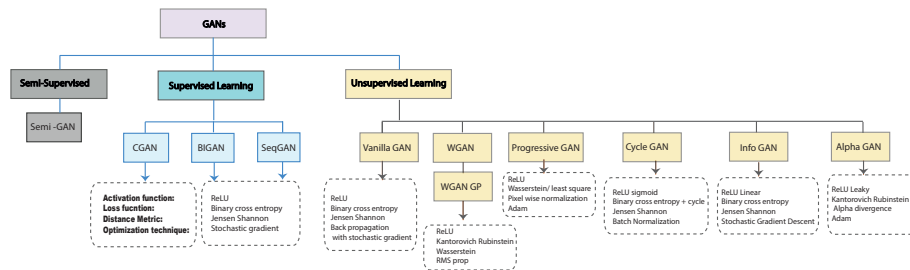 GANs
Semi-Supervised
Supervised Learning
Unsupervised Learning
Semi -GAN
CGAN
BIGAN
SeqGAN
Vanilla GAN
WGAN
Progressive GAN
Cycle GAN
Info GAN
Alpha GAN
WGAN GP
Activation function:
Loss fucntion:
Distance Metric:
Optimization technique:
ReLU
Binary cross entropy
Jensen Shannon
Stochastic gradient
ReLU
Binary cross entropy
Jensen Shannon
Back propagation
with stochastic gradient
ReLU
Kantorovich Rubinstein
Wasserstein
RMS prop
ReLU
Wasserstein/ least square
Pixel wise normalization
Adam
ReLU sigmoid
Binary cross entropy + cycle
Jensen Shannon
Batch Normalization
ReLU Linear
Binary cross entropy
Jensen Shannon
Stochastic Gradient Descent
ReLU Leaky
Kantorovich Rubinstein
Alpha divergence
Adam